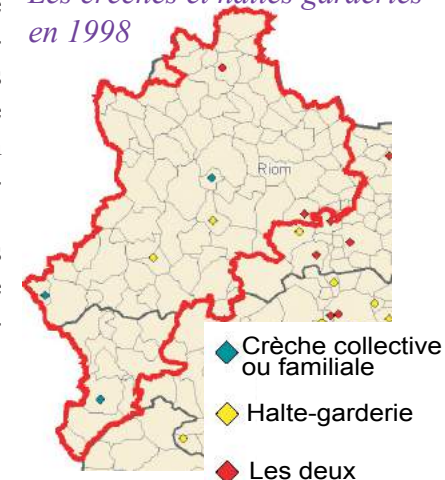 Les crèches et haltes garderies
en 1998
Riom
Crèche collective
ou familiale
Halte-garderie
Les deux